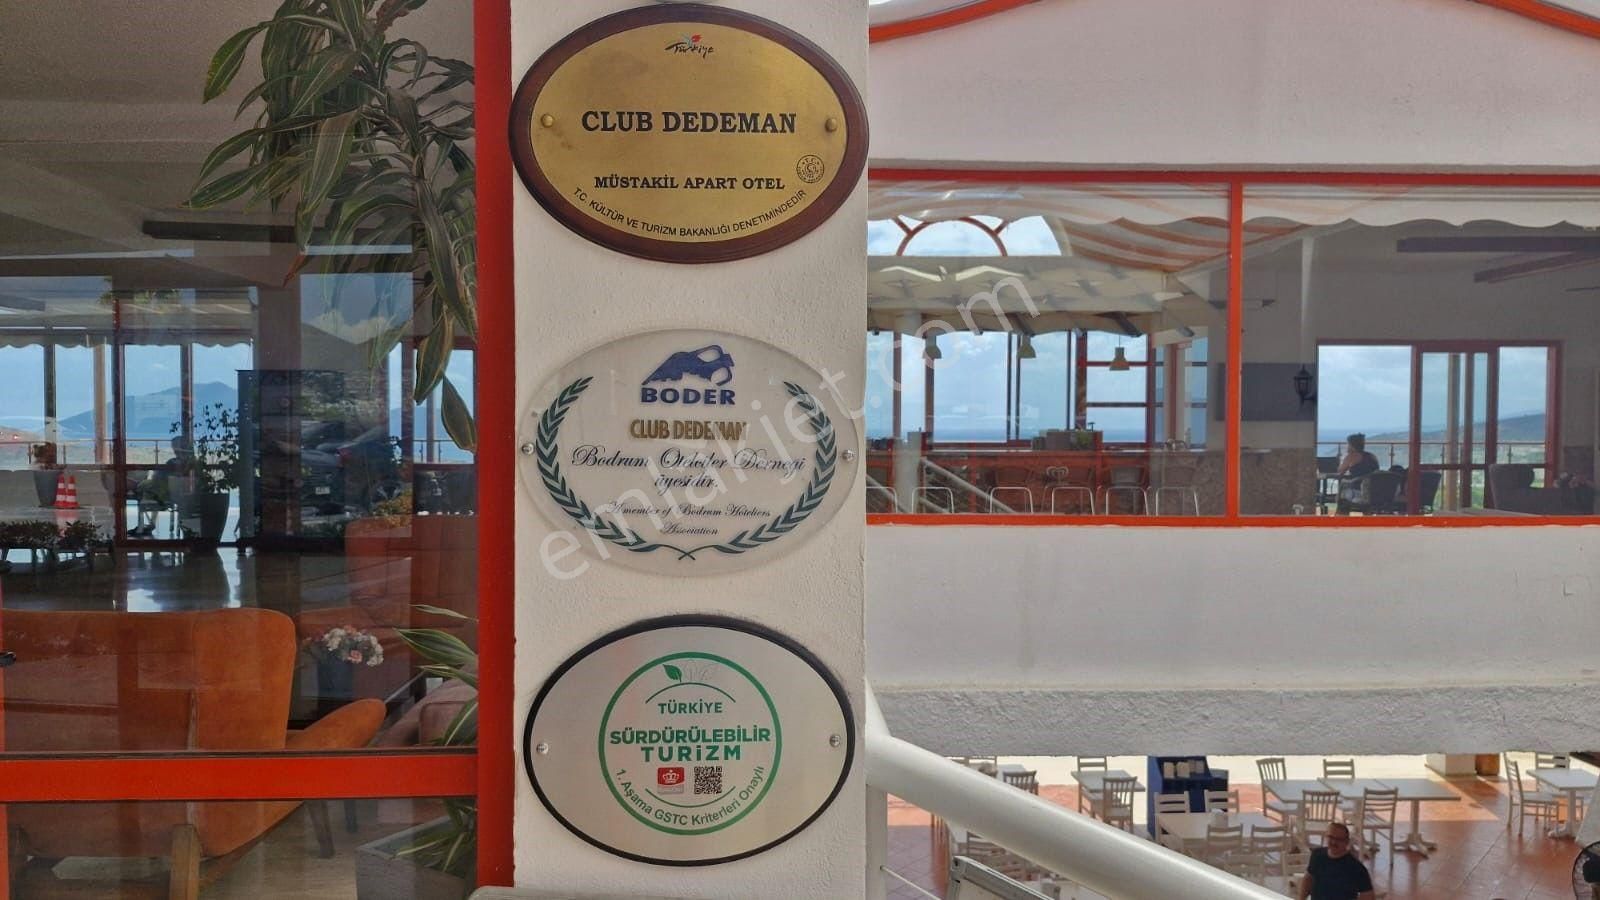 Türkiye
CLUB DEDEMAN
MÜSTAKİL APART OTEL
T.C. KÜLTÜR VE TURİZM BAKANLIĞI DENETİMİNDEDİR
BODER
CLUB DEDEMAN
Bodrum Otelciler Derneği
üyesidir.
A member of Bodrum Hoteliers
Association
TÜRKİYE
SÜRDÜRÜLEBİLİR
TURİZM
1. Aşama GSTC Kriterleri Onaylı
emlakjet.com